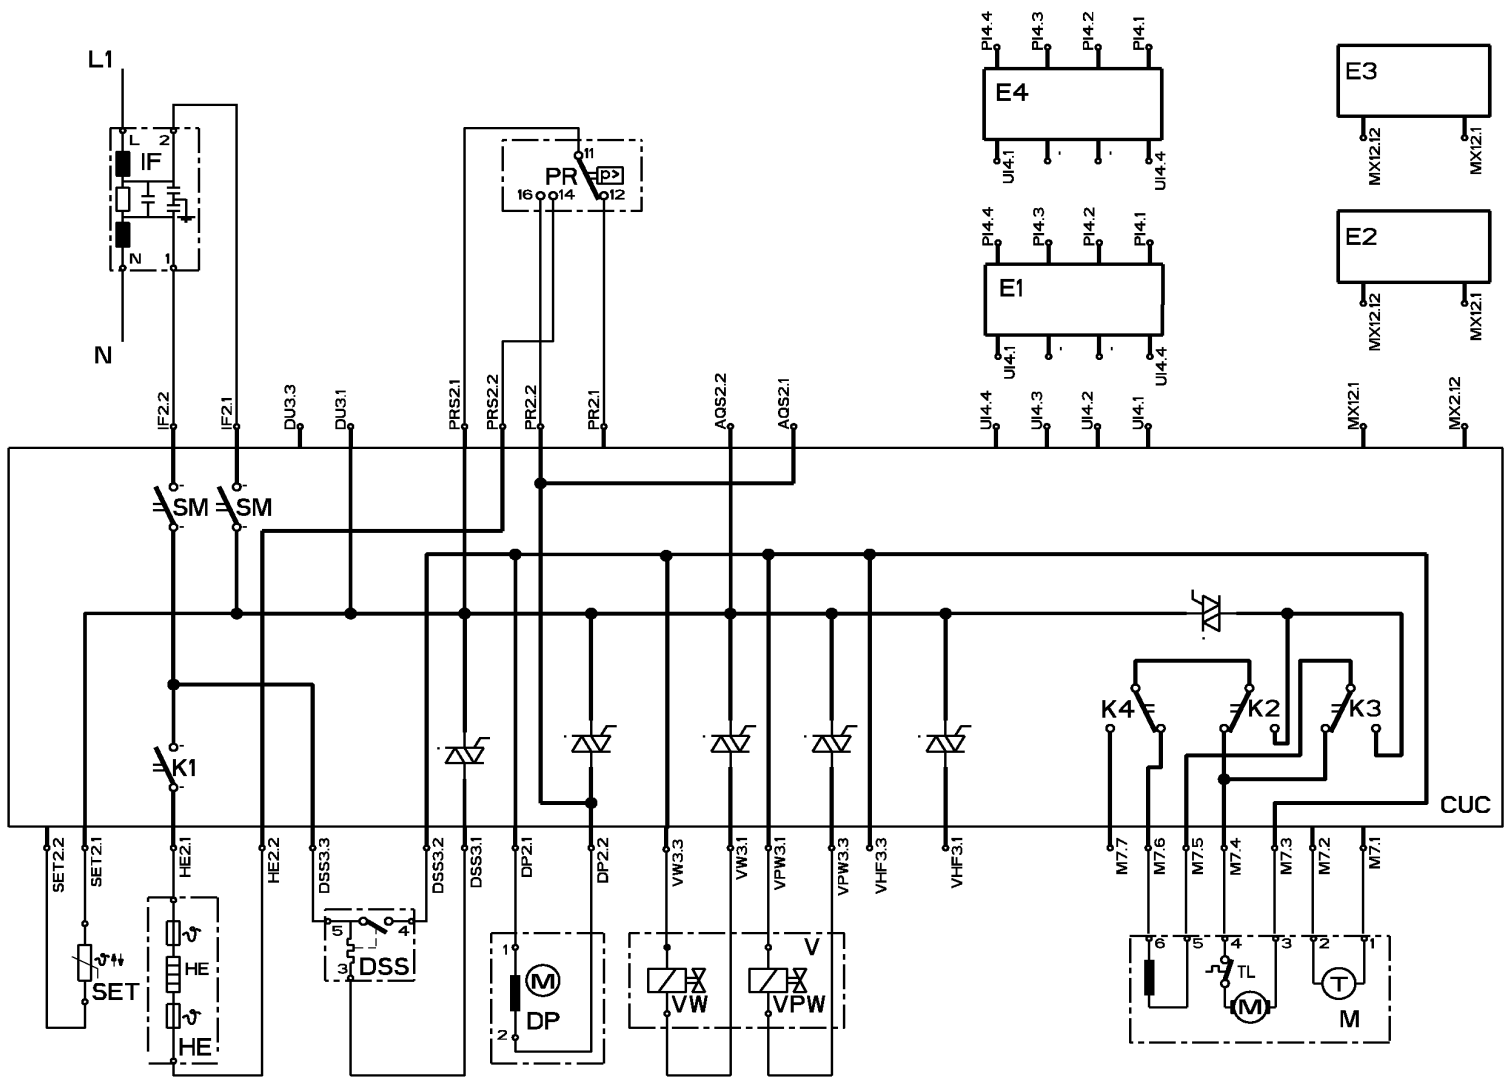 L1
L 2
IF
N 1
N
11
PR p>
16 14 12
PI4.4 PI4.3 PI4.2 PI4.1
E4
UI4.1 UI4.4
PI4.4 PI4.3 PI4.2 PI4.1
E1
UI4.1 UI4.4
E3
MX12.12 MX12.1
E2
MX12.12 MX12.1
IF2.2 IF2.1 DU3.3 DU3.1 PRS2.1 PRS2.2 PR2.2 PR2.1 AQS2.2 AQS2.1 UI4.4 UI4.3 UI4.2 UI4.1 MX12.1 MX2.12
SM SM
K4 K2 K3
K1
CUC
SET2.2 SET2.1 HE2.1 HE2.2 DSS3.3 DSS3.2 DSS3.1 DP2.1 DP2.2 VW3.3 VW3.1 VPW3.1 VPW3.3 VHF3.3 VHF3.1 M7.7 M7.6 M7.5 M7.4 M7.3 M7.2 M7.1
ϑ
SET
ϑ
HE
ϑ
HE
5 4
3 DSS
1
M
DP
2
V
VW VPW
6 5 4 3 2 1
TL
M T
M